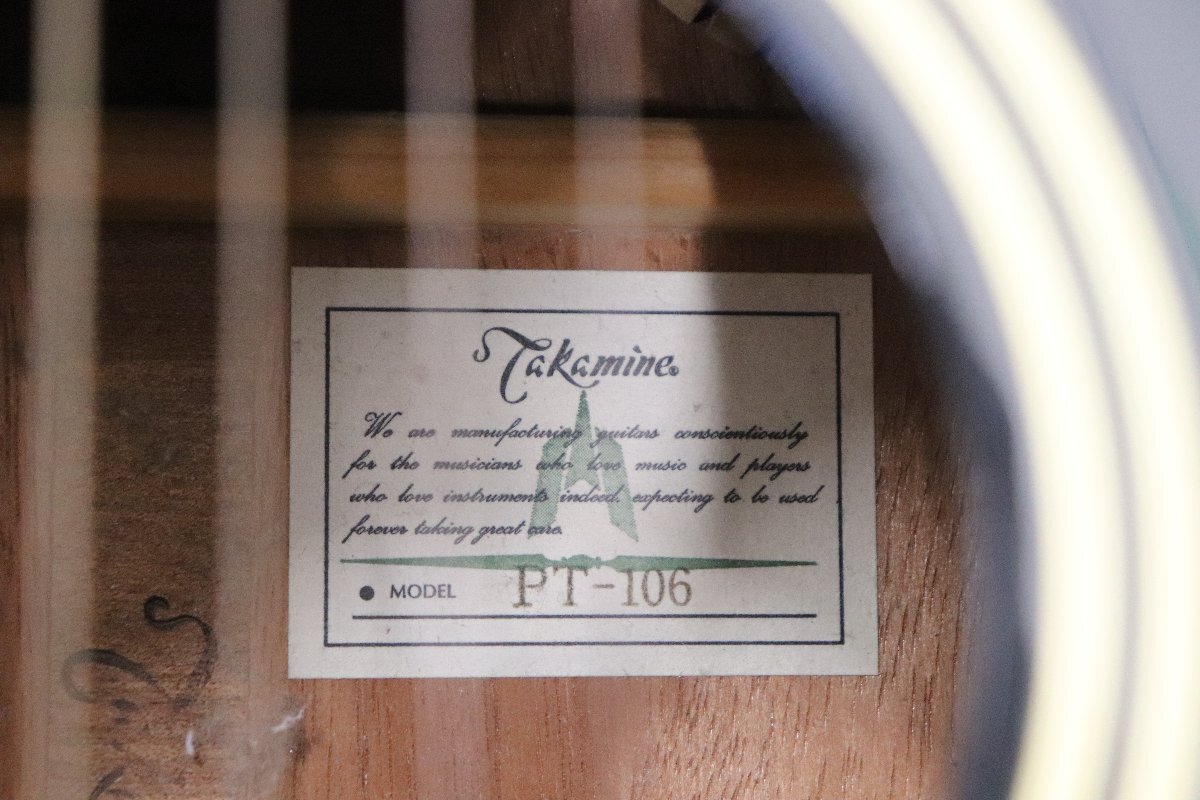 Takamine®
We are manufacturing guitars conscientiously
for the musicians who love music and players
who love instruments indeed. expecting to be used
forever taking great care.
● MODEL PT-106